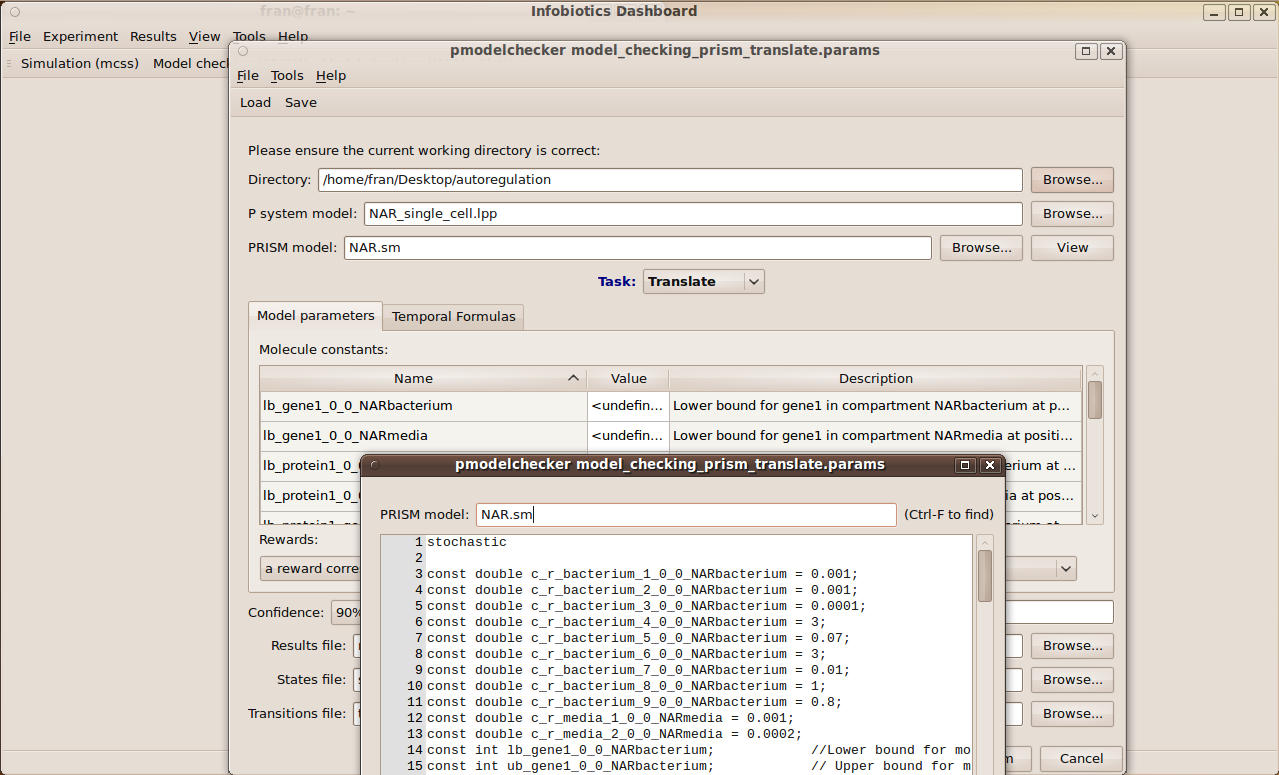 fran@fran: ~
Infobiotics Dashboard
File Experiment Results View Tools Help
Simulation (mcss) Model chec
pmodelchecker model_checking_prism_translate.params
File Tools Help
Load Save
Please ensure the current working directory is correct:
Directory: /home/fran/Desktop/autoregulation Browse...
P system model: NAR_single_cell.lpp Browse...
PRISM model: NAR.sm Browse... View
Task: Translate
Model parameters Temporal Formulas
Molecule constants:
Name Value Description
lb_gene1_0_0_NARbacterium <undefin... Lower bound for gene1 in compartment NARbacterium at p...
lb_gene1_0_0_NARmedia <undefin... Lower bound for gene1 in compartment NARmedia at positi...
lb_protein1_0_ erium at ...
lb_protein1_0_ ia at pos...
Rewards:
a reward corre
Confidence: 90%
Results file: Browse...
States file: Browse...
Transitions file: Browse...
Cancel
pmodelchecker model_checking_prism_translate.params
PRISM model: NAR.sm (Ctrl-F to find)
1 stochastic
2
3 const double c_r_bacterium_1_0_0_NARbacterium = 0.001;
4 const double c_r_bacterium_2_0_0_NARbacterium = 0.001;
5 const double c_r_bacterium_3_0_0_NARbacterium = 0.0001;
6 const double c_r_bacterium_4_0_0_NARbacterium = 3;
7 const double c_r_bacterium_5_0_0_NARbacterium = 0.07;
8 const double c_r_bacterium_6_0_0_NARbacterium = 3;
9 const double c_r_bacterium_7_0_0_NARbacterium = 0.01;
10 const double c_r_bacterium_8_0_0_NARbacterium = 1;
11 const double c_r_bacterium_9_0_0_NARbacterium = 0.8;
12 const double c_r_media_1_0_0_NARmedia = 0.001;
13 const double c_r_media_2_0_0_NARmedia = 0.0002;
14 const int lb_gene1_0_0_NARbacterium; //Lower bound for mo
15 const int ub_gene1_0_0_NARbacterium; // Upper bound for m